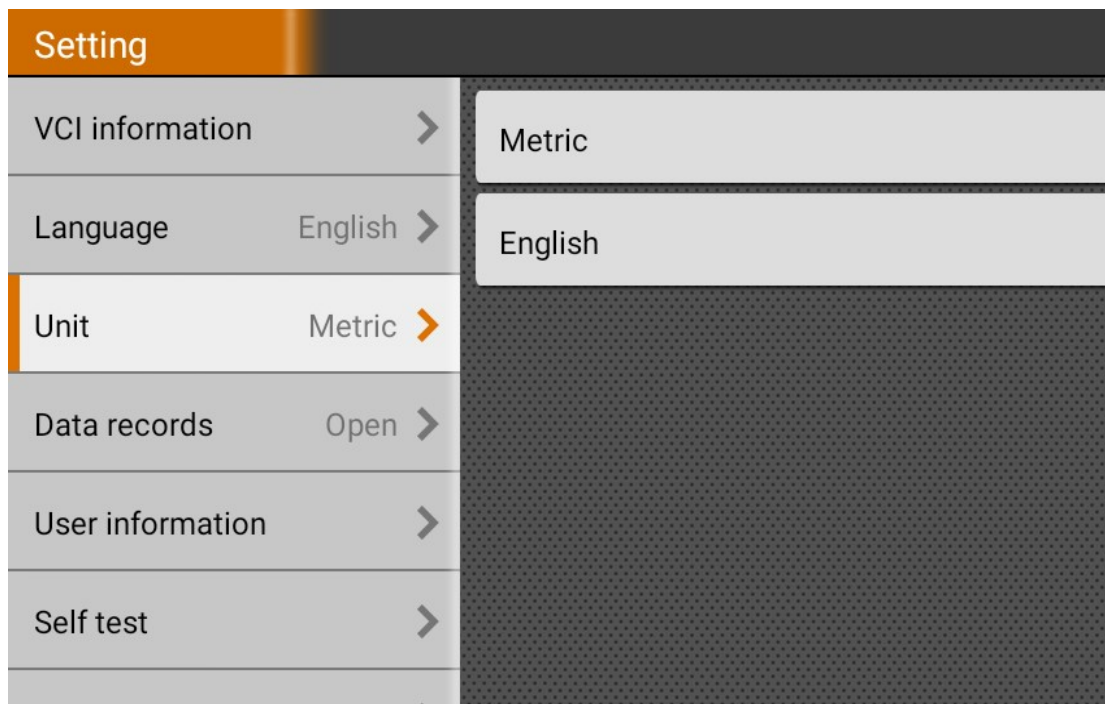 Setting
VCI information
Language English
Unit Metric
Data records Open
User information
Self test
Metric
English